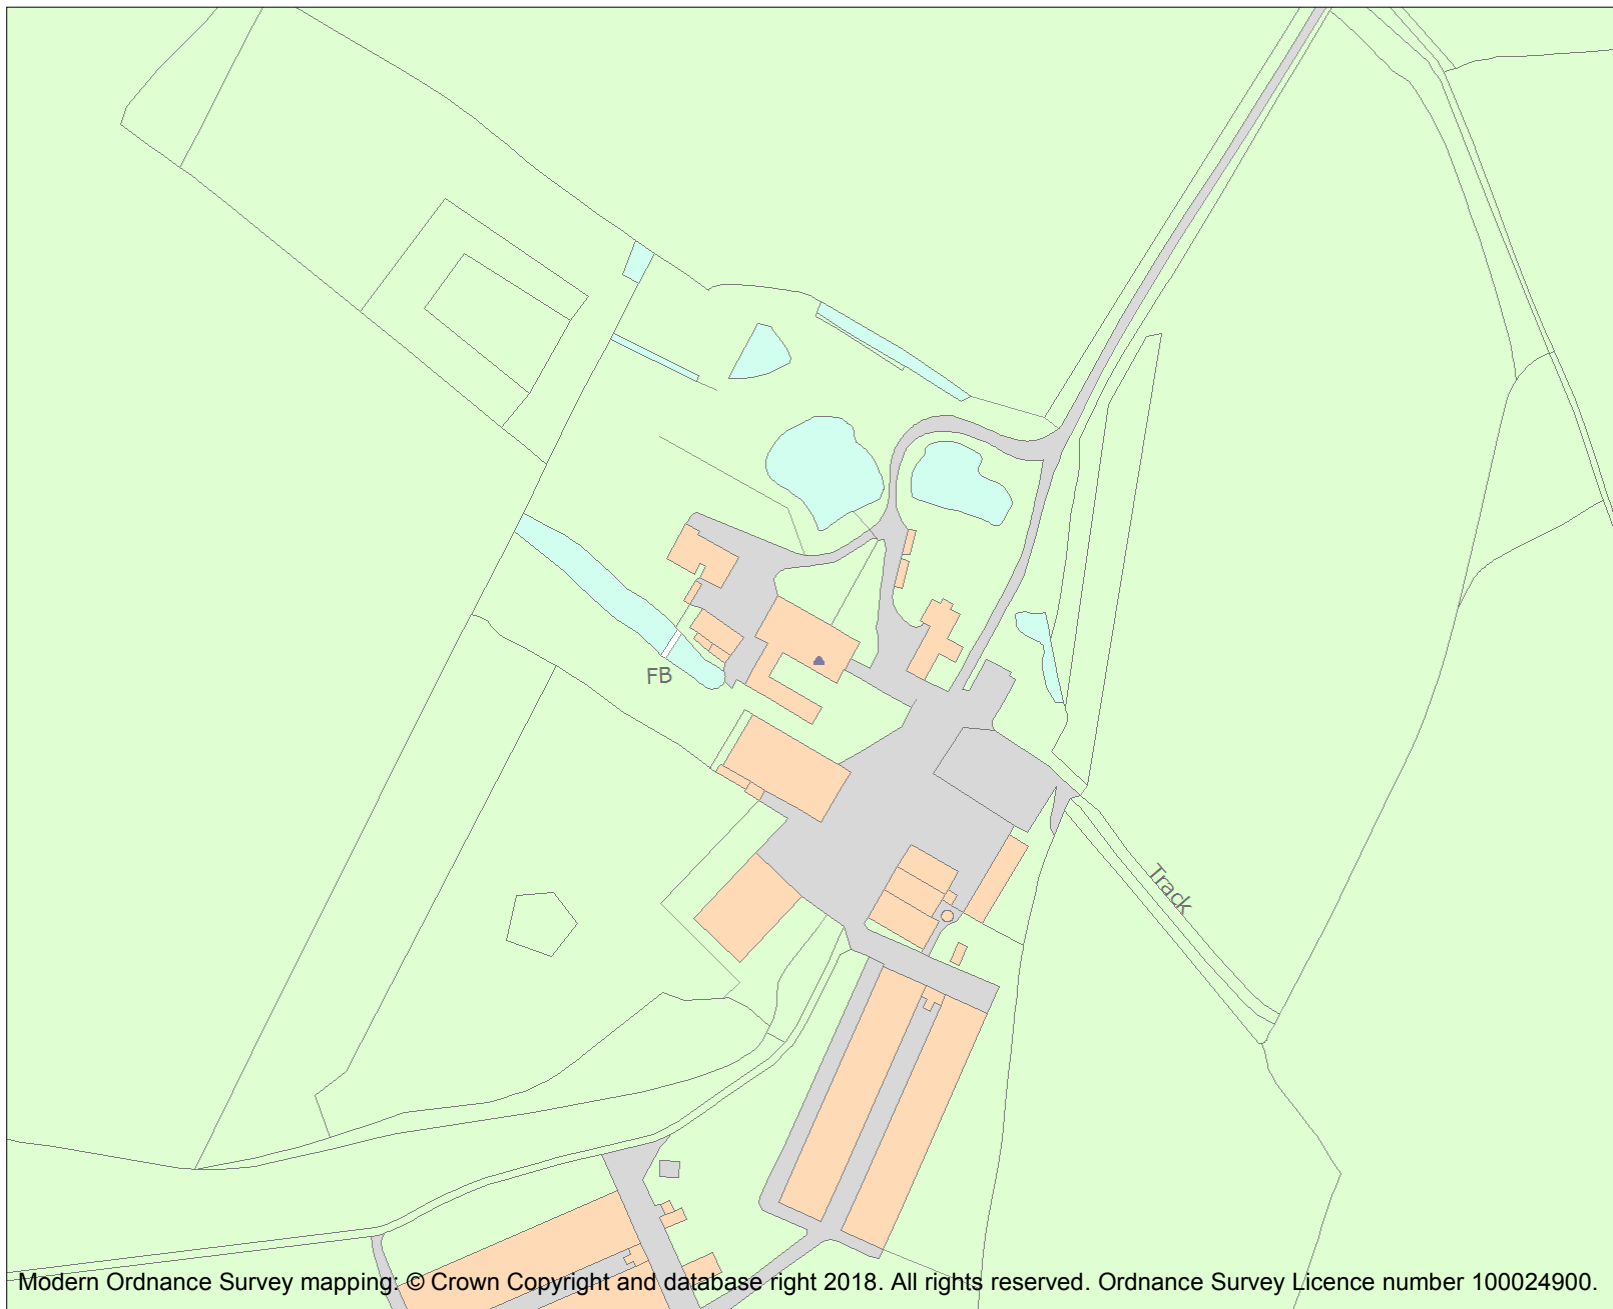 FB
Track
Modern Ordnance Survey mapping: © Crown Copyright and database right 2018. All rights reserved. Ordnance Survey Licence number 100024900.